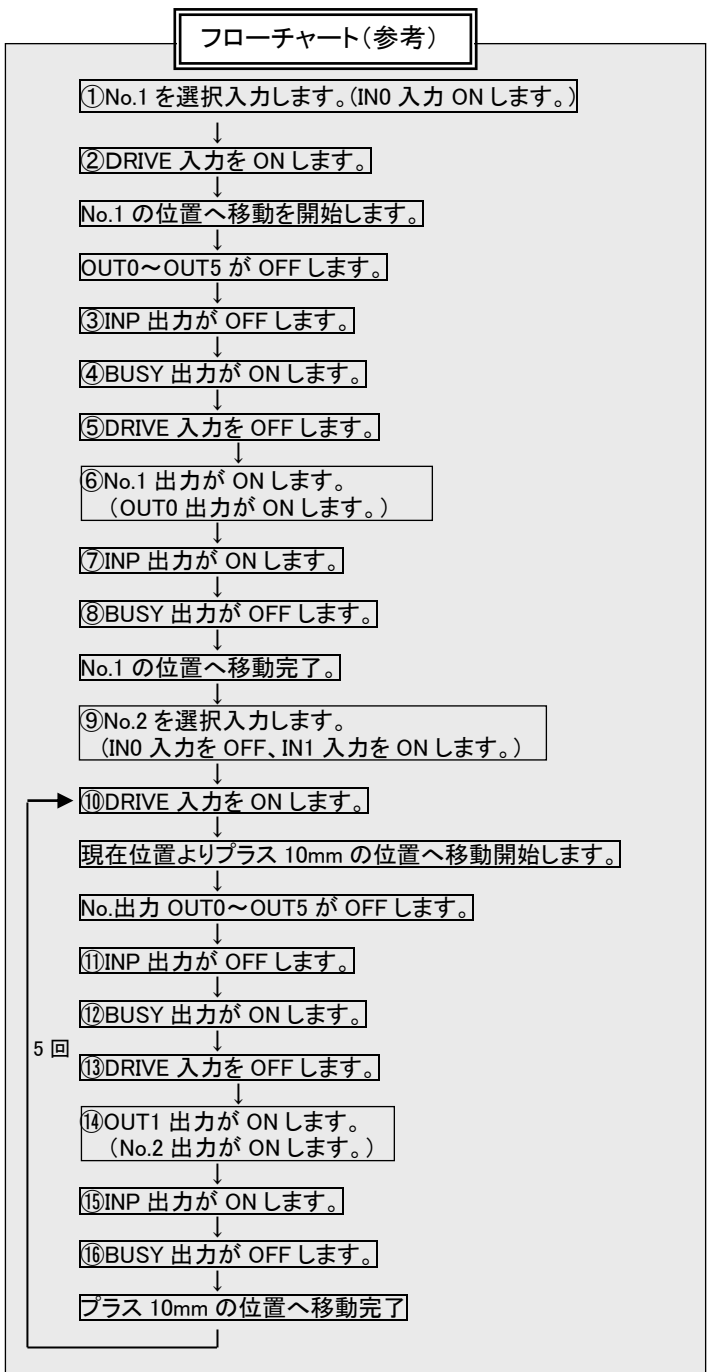 フローチャート（参考）
①No.1 を選択入力します。(IN0 入力 ON します。)
↓
②DRIVE 入力を ON します。
↓
No.1 の位置へ移動を開始します。
↓
OUT0～OUT5 が OFF します。
↓
③INP 出力が OFF します。
↓
④BUSY 出力が ON します。
↓
⑤DRIVE 入力を OFF します。
↓
⑥No.1 出力が ON します。
（OUT0 出力が ON します。）
↓
⑦INP 出力が ON します。
↓
⑧BUSY 出力が OFF します。
↓
No.1 の位置へ移動完了。
↓
⑨No.2 を選択入力します。
（IN0 入力を OFF、IN1 入力を ON します。）
↓
⑩DRIVE 入力を ON します。
↓
現在位置よりプラス 10mm の位置へ移動開始します。
↓
No.出力 OUT0～OUT5 が OFF します。
↓
⑪INP 出力が OFF します。
↓
⑫BUSY 出力が ON します。
↓
5 回
⑬DRIVE 入力を OFF します。
↓
⑭OUT1 出力が ON します。
（No.2 出力が ON します。）
↓
⑮INP 出力が ON します。
↓
⑯BUSY 出力が OFF します。
↓
プラス 10mm の位置へ移動完了